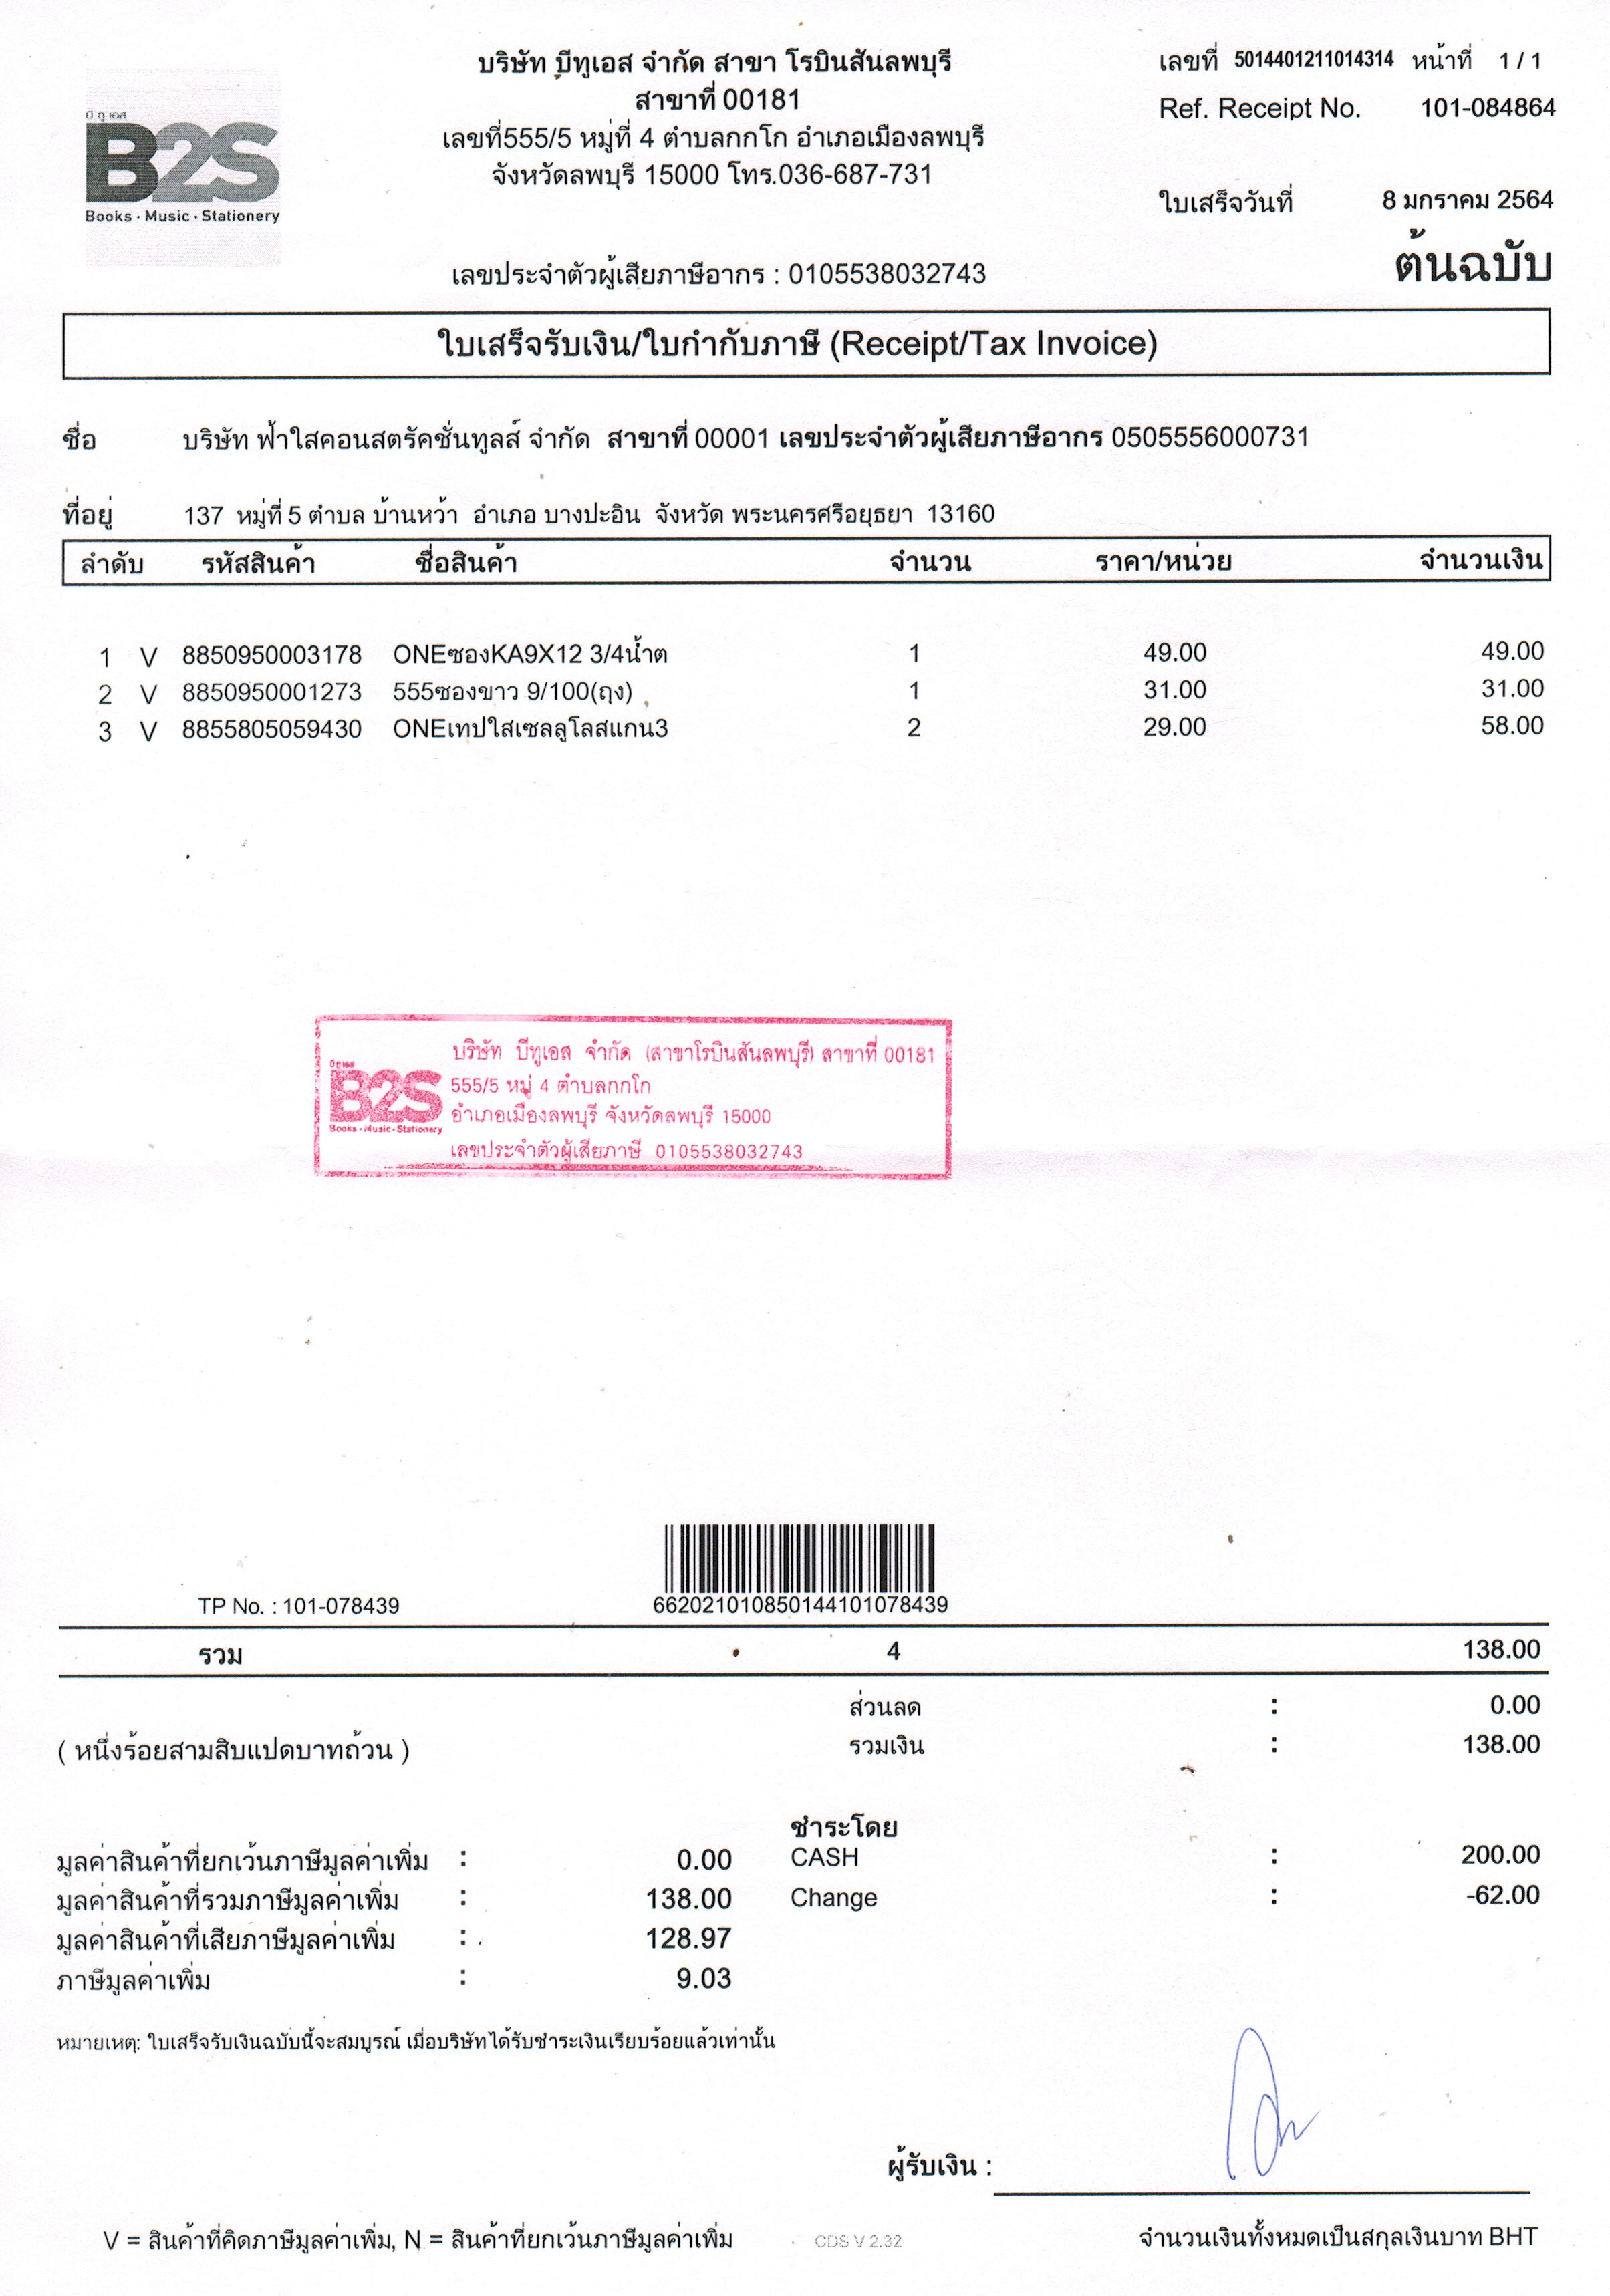 บริษัท บีทูเอส จำกัด สาขา โรบินสันลพบุรี
สาขาที่ 00181
เลขที่555/5 หมู่ที่ 4 ตำบลกกโก อำเภอเมืองลพบุรี
จังหวัดลพบุรี 15000 โทร.036-687-731
เลขที่ 5014401211014314 หน้าที่ 1 / 1
Ref. Receipt No. 101-084864
บี ทู เอส
B2S
Books · Music · Stationery
ใบเสร็จวันที่ 8 มกราคม 2564
ต้นฉบับ
เลขประจำตัวผู้เสียภาษีอากร : 0105538032743
ใบเสร็จรับเงิน/ใบกำกับภาษี (Receipt/Tax Invoice)
ชื่อ บริษัท ฟ้าใสคอนสตรัคชั่นทูลส์ จำกัด สาขาที่ 00001 เลขประจำตัวผู้เสียภาษีอากร 0505556000731
ที่อยู่ 137 หมู่ที่ 5 ตำบล บ้านหว้า อำเภอ บางปะอิน จังหวัด พระนครศรีอยุธยา 13160
ลำดับ รหัสสินค้า ชื่อสินค้า จำนวน ราคา/หน่วย จำนวนเงิน
1 V 8850950003178 ONEซองKA9X12 3/4น้ำต 1 49.00 49.00
2 V 8850950001273 555ซองขาว 9/100(ถุง) 1 31.00 31.00
3 V 8855805059430 ONEเทปใสเซลลูโลสแกน3 2 29.00 58.00
บริษัท บีทูเอส จำกัด (สาขาโรบินสันลพบุรี) สาขาที่ 00181
บี ทู เอส
B2S
Books · Music · Stationery
555/5 หมู่ 4 ตำบลกกโก
อำเภอเมืองลพบุรี จังหวัดลพบุรี 15000
เลขประจำตัวผู้เสียภาษี 0105538032743
TP No. : 101-078439 662021010850144101078439
รวม 4 138.00
ส่วนลด : 0.00
( หนึ่งร้อยสามสิบแปดบาทถ้วน ) รวมเงิน : 138.00
ชำระโดย
มูลค่าสินค้าที่ยกเว้นภาษีมูลค่าเพิ่ม : 0.00 CASH : 200.00
มูลค่าสินค้าที่รวมภาษีมูลค่าเพิ่ม : 138.00 Change : -62.00
มูลค่าสินค้าที่เสียภาษีมูลค่าเพิ่ม : 128.97
ภาษีมูลค่าเพิ่ม : 9.03
หมายเหตุ: ใบเสร็จรับเงินฉบับนี้จะสมบูรณ์ เมื่อบริษัทได้รับชำระเงินเรียบร้อยแล้วเท่านั้น
ผู้รับเงิน :
V = สินค้าที่คิดภาษีมูลค่าเพิ่ม, N = สินค้าที่ยกเว้นภาษีมูลค่าเพิ่ม CDS V 2.32 จำนวนเงินทั้งหมดเป็นสกุลเงินบาท BHT